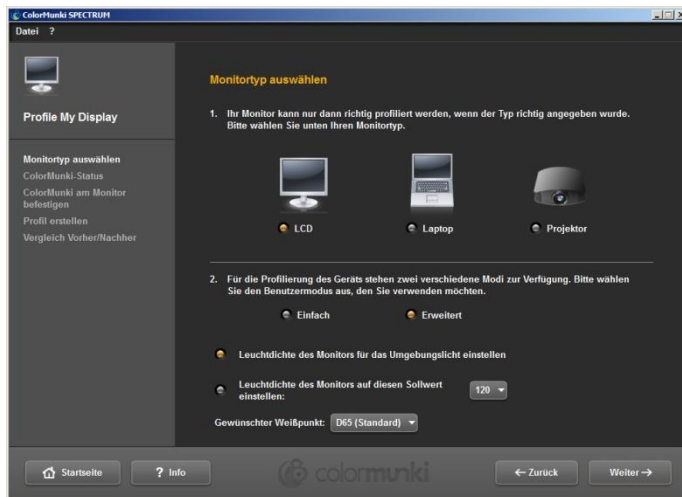 ColorMunki SPECTRUM
Datei ?
Profile My Display
Monitortyp auswählen
ColorMunki-Status
ColorMunki am Monitor
befestigen
Profil erstellen
Vergleich Vorher/Nachher
Monitortyp auswählen
1. Ihr Monitor kann nur dann richtig profiliert werden, wenn der Typ richtig angegeben wurde.
Bitte wählen Sie unten Ihren Monitortyp.
LCD
Laptop
Projektor
2. Für die Profilierung des Geräts stehen zwei verschiedene Modi zur Verfügung. Bitte wählen
Sie den Benutzermodus aus, den Sie verwenden möchten.
Einfach
Erweitert
Leuchtdichte des Monitors für das Umgebungslicht einstellen
Leuchtdichte des Monitors auf diesen Sollwert
einstellen:
120
Gewünschter Weißpunkt: D65 (Standard)
Startseite
? Info
colormunki
← Zurück
Weiter →